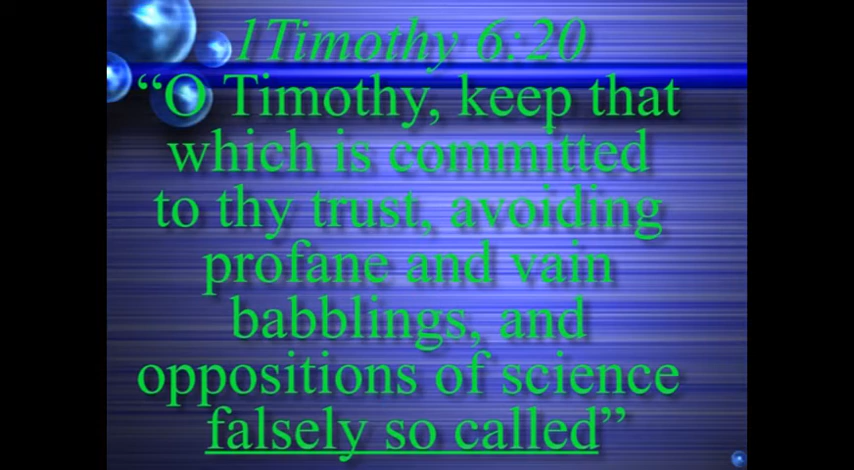 1Timothy 6:20
“O Timothy, keep that
which is committed
to thy trust, avoiding
profane and vain
babblings, and
oppositions of science
falsely so called”